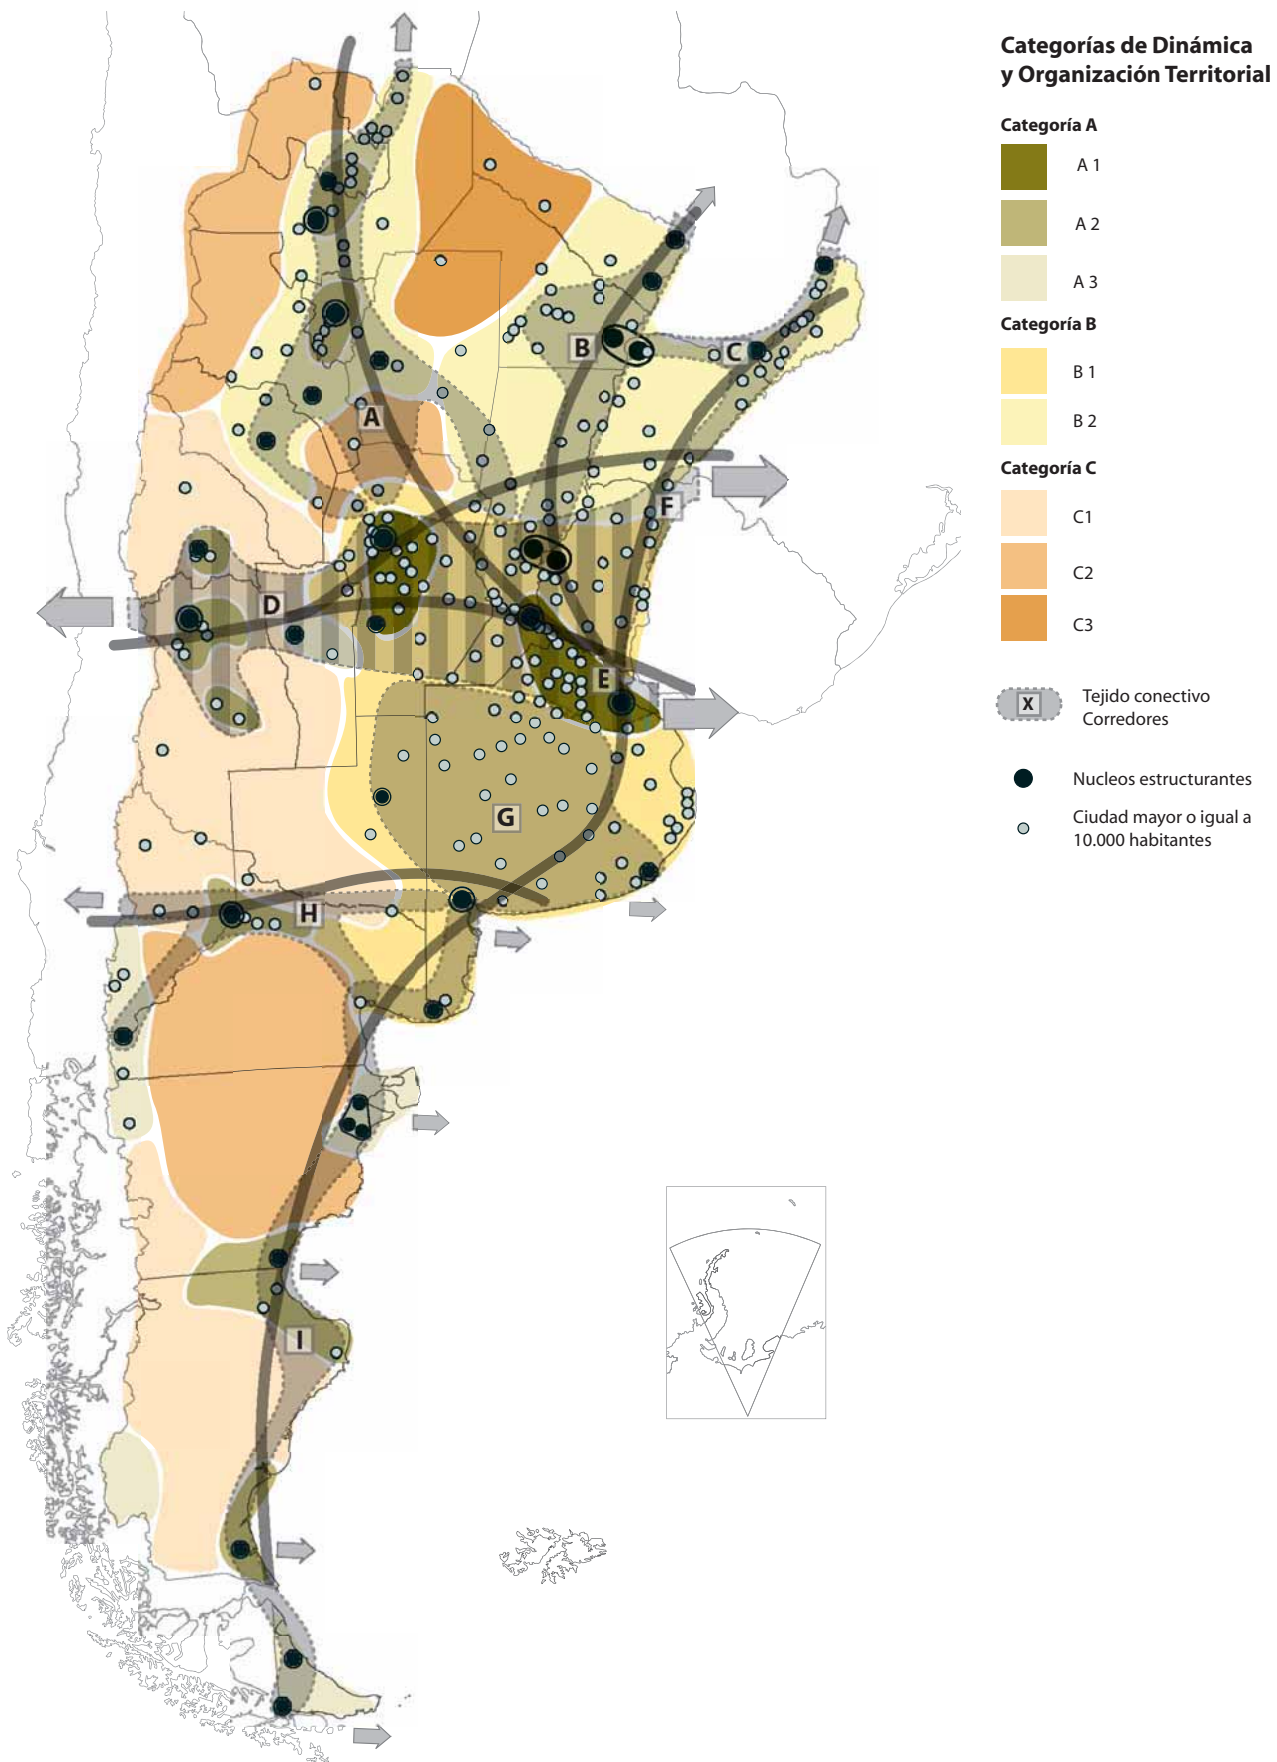 Categorías de Dinámica
y Organización Territorial
Categoría A
A 1
A 2
A 3
Categoría B
B 1
B 2
Categoría C
C1
C2
C3
X
Tejido conectivo
Corredores
Nucleos estructurantes
Ciudad mayor o igual a
10.000 habitantes
B
C
A
F
D
E
G
H
I